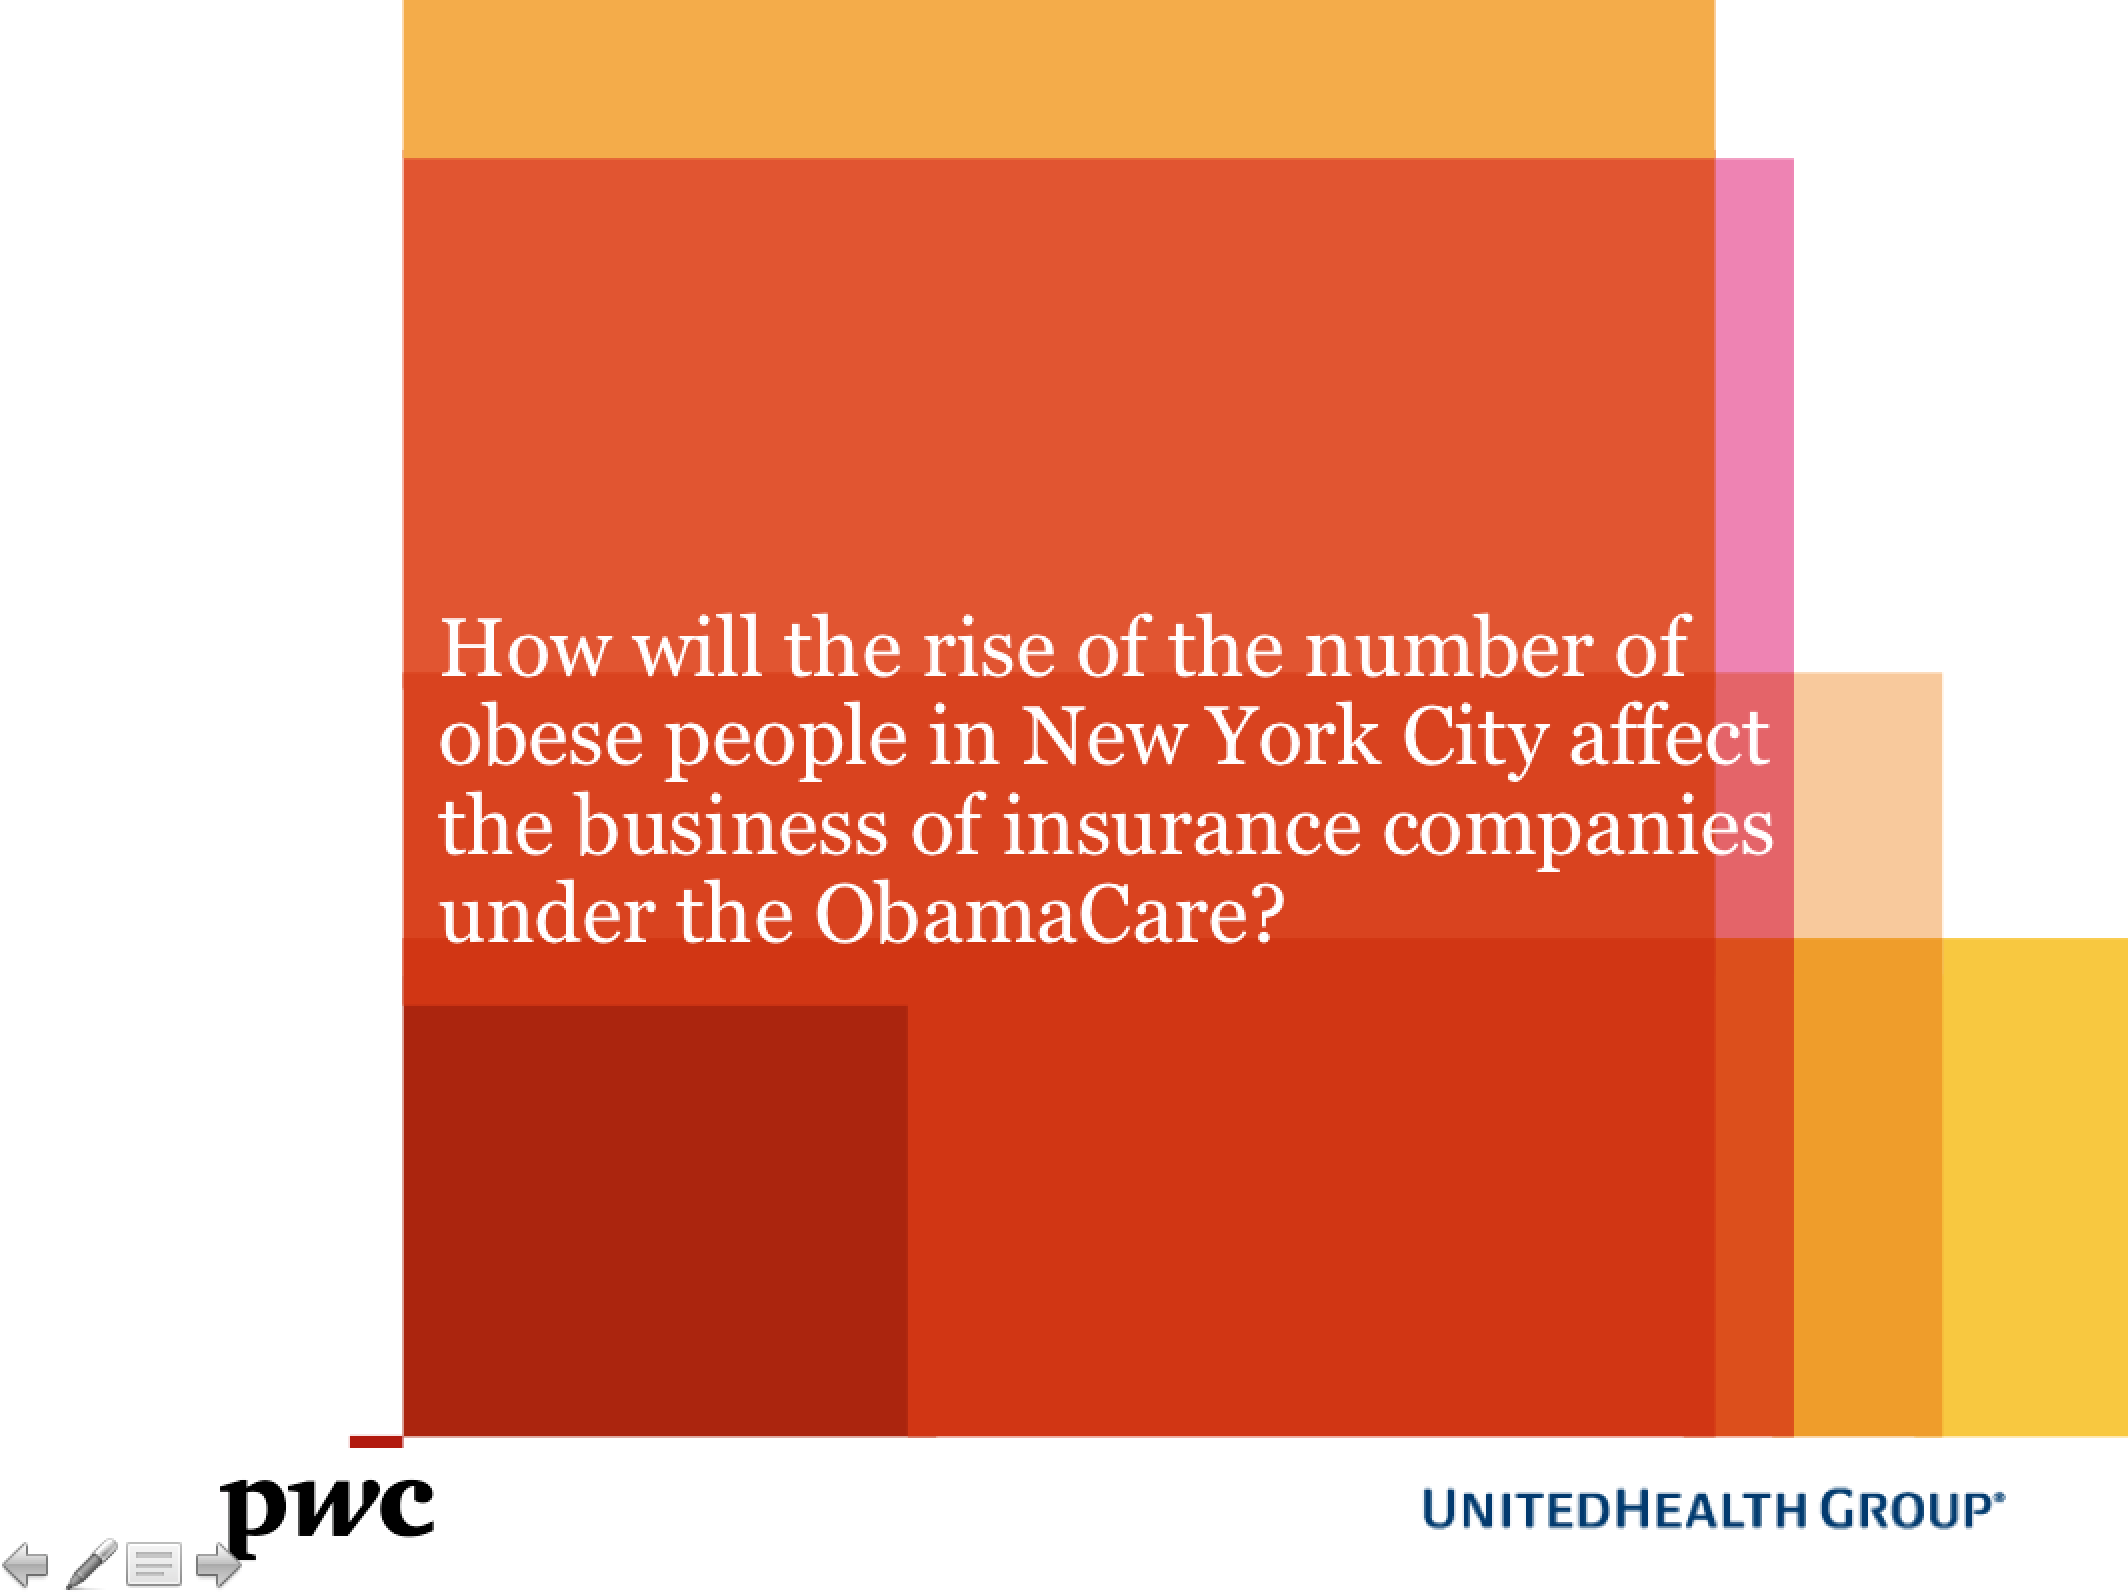 How will the rise of the number of
obese people in New York City affect
the business of insurance companies
under the ObamaCare?
pwc
UNITEDHEALTH GROUP®